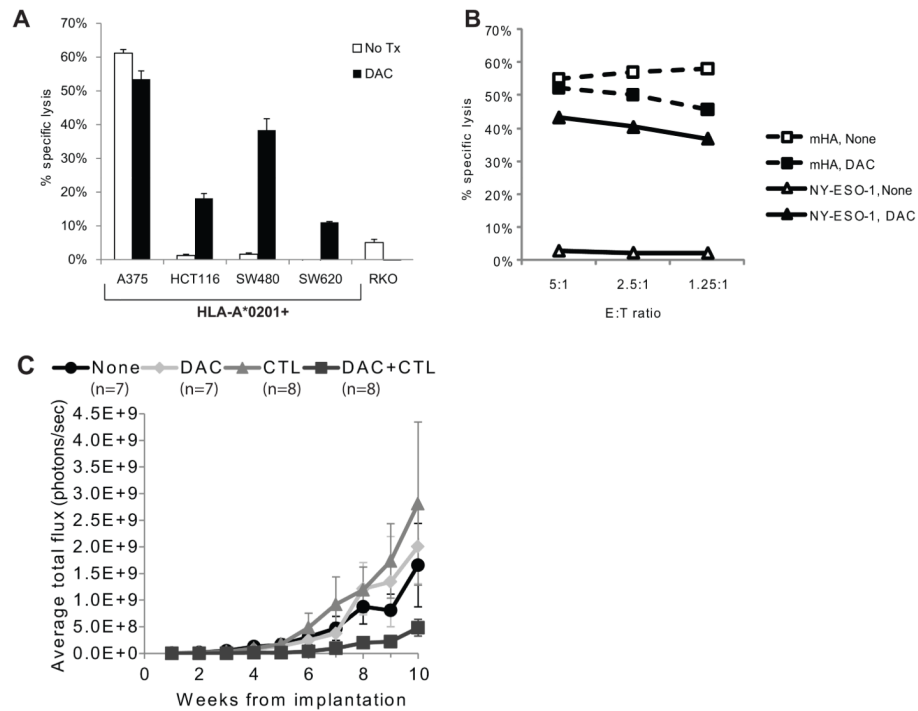 A
70%
60%
50%
40%
30%
20%
10%
0%
% specific lysis
No Tx
DAC
A375 HCT116 SW480 SW620 RKO
HLA-A*0201+
B
70%
60%
50%
40%
30%
20%
10%
0%
% specific lysis
5:1 2.5:1 1.25:1
E:T ratio
mHA, None
mHA, DAC
NY-ESO-1,None
NY-ESO-1, DAC
C
None DAC CTL DAC+CTL
(n=7) (n=7) (n=8) (n=8)
4.5E+9
4.0E+9
3.5E+9
3.0E+9
2.5E+9
2.0E+9
1.5E+9
1.0E+9
5.0E+8
0.0E+0
Average total flux (photons/sec)
0 2 4 6 8 10
Weeks from implantation